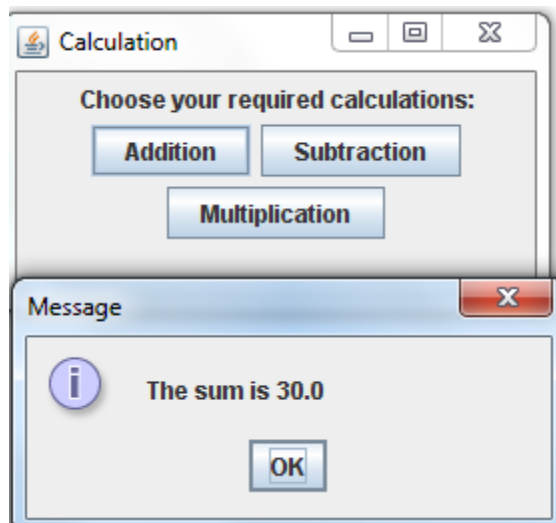 Calculation
Choose your required calculations:
Addition Subtraction
Multiplication
Message
The sum is 30.0
OK